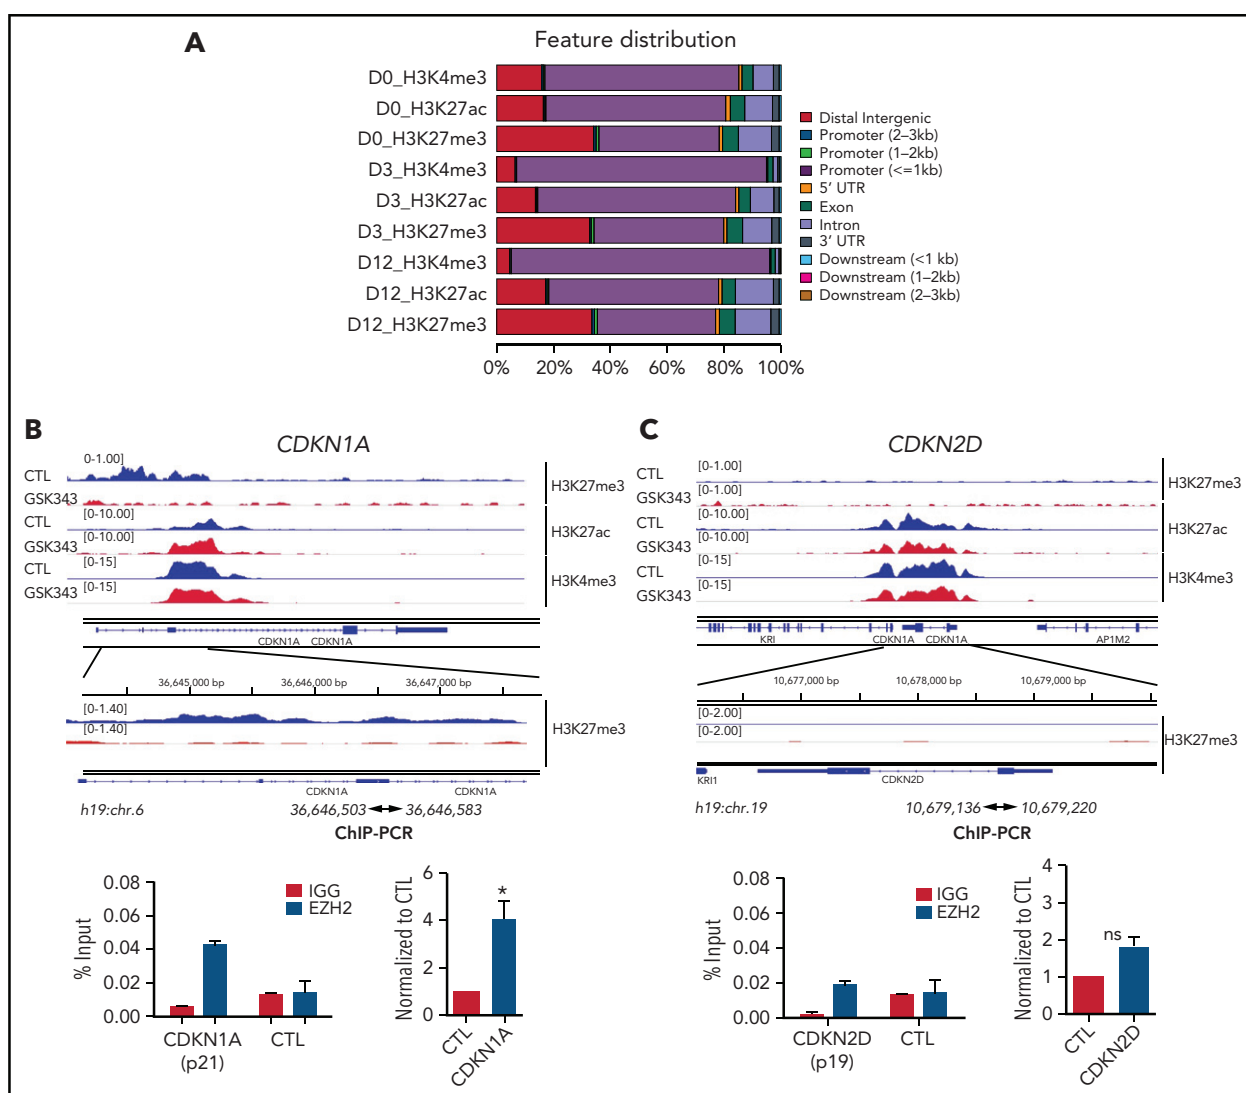 A
Feature distribution
D0_H3K4me3
D0_H3K27ac
D0_H3K27me3
D3_H3K4me3
D3_H3K27ac
D3_H3K27me3
D12_H3K4me3
D12_H3K27ac
D12_H3K27me3
0% 20% 40% 60% 80% 100%
Distal Intergenic
Promoter (2–3kb)
Promoter (1–2kb)
Promoter (<=1kb)
5' UTR
Exon
Intron
3' UTR
Downstream (<1 kb)
Downstream (1–2kb)
Downstream (2–3kb)
B
CDKN1A
0-1.00]
CTL
GSK343
H3K27me3
[0-10.00]
CTL
[0-10.00]
GSK343
H3K27ac
[0-15]
CTL
[0-15]
GSK343
H3K4me3
CDKN1A CDKN1A
36,645,000 bp 36,646,000 bp 36,647,000 bp
[0-1.40]
[0-1.40]
H3K27me3
CDKN1A CDKN1A
h19:chr.6 36,646,503 36,646,583
ChIP-PCR
% Input
0.08
0.06
0.04
0.02
0.00
IGG
EZH2
CDKN1A
(p21)
CTL
Normalized to CTL
6
4
2
0
*
CTL
CDKN1A
C
CDKN2D
[0-1.00]
CTL
[0-1.00]
GSK343
H3K27me3
[0-10.00]
CTL
[0-10.00]
GSK343
H3K27ac
[0-15]
CTL
[0-15]
GSK343
H3K4me3
KRI CDKN1A CDKN1A AP1M2
10,677,000 bp 10,678,000 bp 10,679,000 bp
[0-2.00]
[0-2.00]
H3K27me3
KRI1 CDKN2D
h19:chr.19 10,679,136 10,679,220
ChIP-PCR
% Input
0.08
0.06
0.04
0.02
0.00
IGG
EZH2
CDKN2D
(p19)
CTL
Normalized to CTL
4
3
2
1
0
ns
CTL
CDKN2D